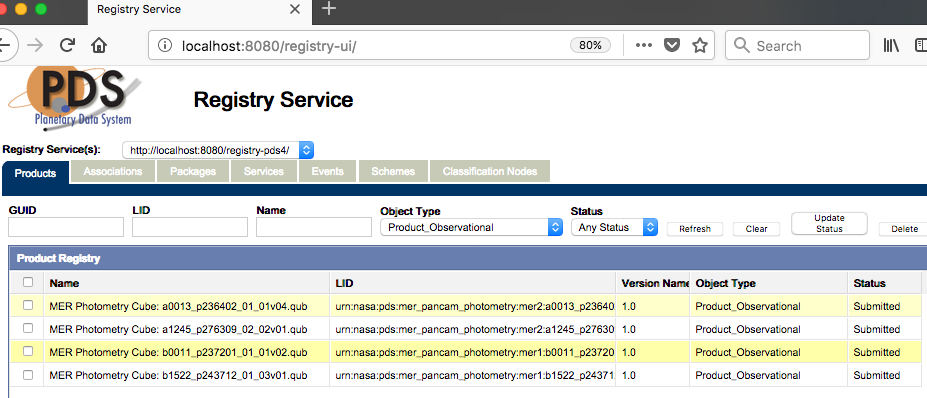 Registry Service
localhost:8080/registry-ui/
80%
Search
PDS
Planetary Data System
Registry Service
Registry Service(s): http://localhost:8080/registry-pds4/
Products Associations Packages Services Events Schemes Classification Nodes
GUID LID Name Object Type Status
Product_Observational Any Status Refresh Clear Update Status Delete
Product Registry
Name LID Version Name Object Type Status
MER Photometry Cube: a0013_p236402_01_01v04.qub urn:nasa:pds:mer_pancam_photometry:mer2:a0013_p23640 1.0 Product_Observational Submitted
MER Photometry Cube: a1245_p276309_02_02v01.qub urn:nasa:pds:mer_pancam_photometry:mer2:a1245_p27630 1.0 Product_Observational Submitted
MER Photometry Cube: b0011_p237201_01_01v02.qub urn:nasa:pds:mer_pancam_photometry:mer1:b0011_p23720 1.0 Product_Observational Submitted
MER Photometry Cube: b1522_p243712_01_03v01.qub urn:nasa:pds:mer_pancam_photometry:mer1:b1522_p24371 1.0 Product_Observational Submitted